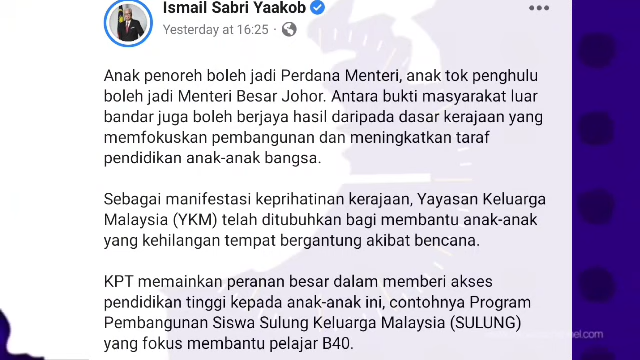 Ismail Sabri Yaakob
Yesterday at 16:25 ·
Anak penoreh boleh jadi Perdana Menteri, anak tok penghulu
boleh jadi Menteri Besar Johor. Antara bukti masyarakat luar
bandar juga boleh berjaya hasil daripada dasar kerajaan yang
memfokuskan pembangunan dan meningkatkan taraf
pendidikan anak-anak bangsa.
Sebagai manifestasi keprihatinan kerajaan, Yayasan Keluarga
Malaysia (YKM) telah ditubuhkan bagi membantu anak-anak
yang kehilangan tempat bergantung akibat bencana.
KPT memainkan peranan besar dalam memberi akses
pendidikan tinggi kepada anak-anak ini, contohnya Program
Pembangunan Siswa Sulung Keluarga Malaysia (SULUNG)
yang fokus membantu pelajar B40.